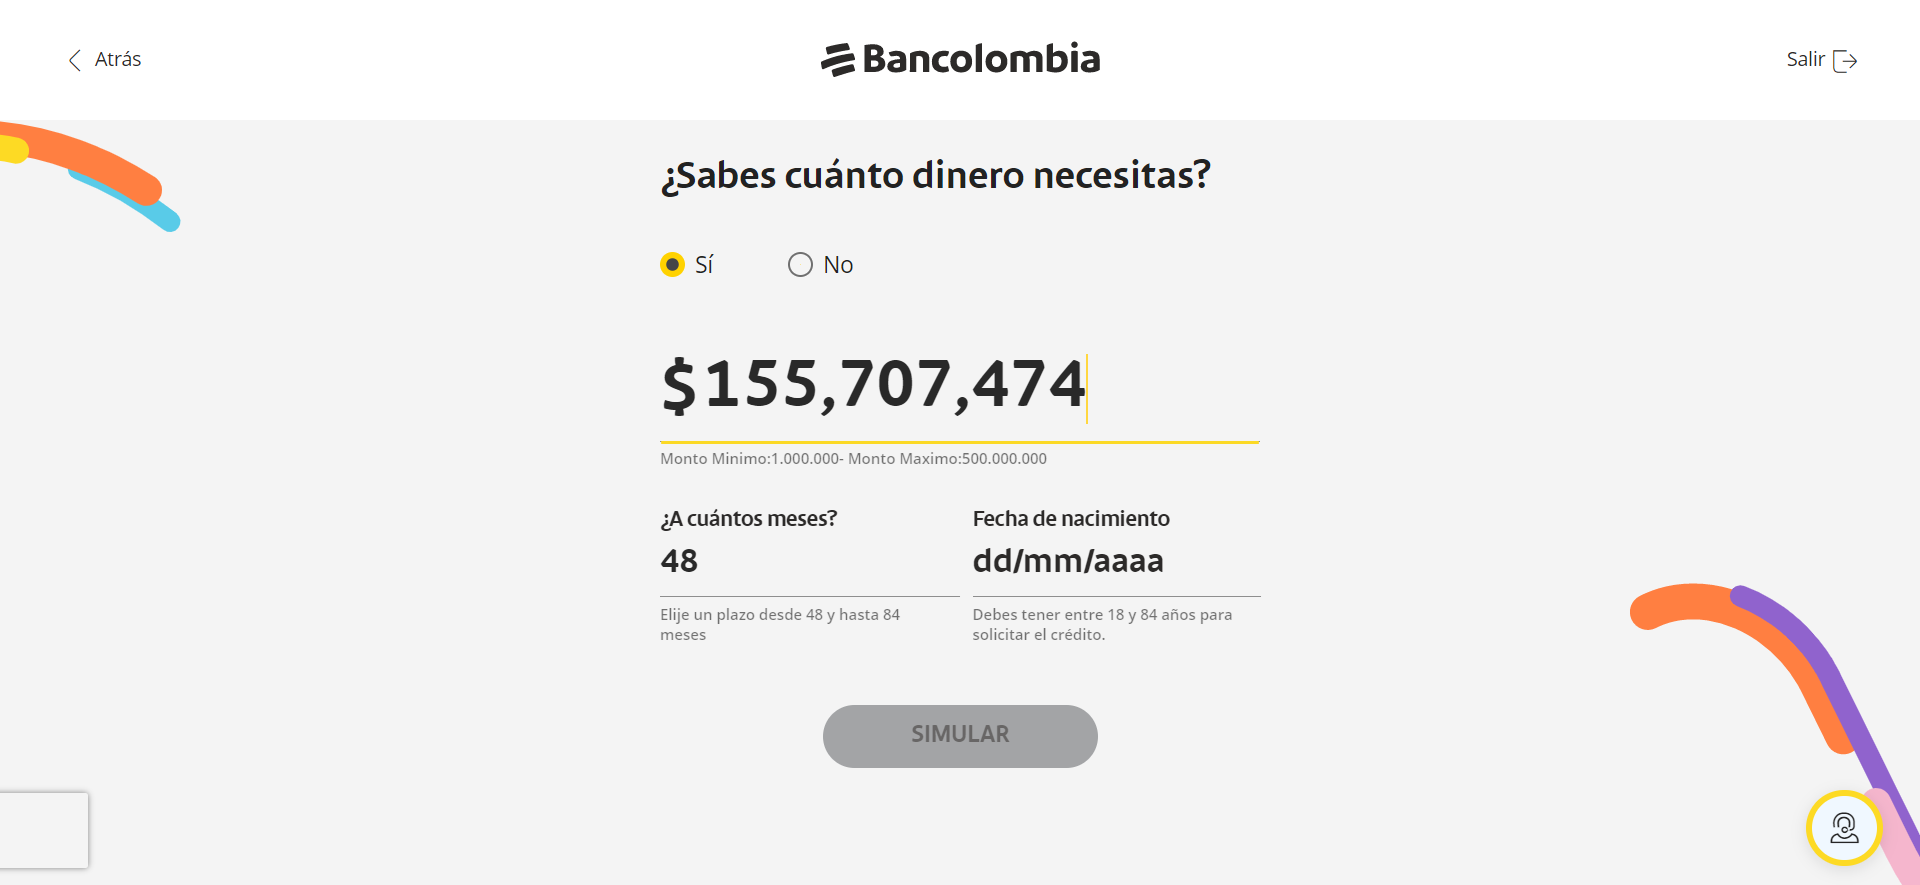 Atrás
Bancolombia
Salir
¿Sabes cuánto dinero necesitas?
Sí
No
$155,707,474
Monto Minimo:1.000.000- Monto Maximo:500.000.000
¿A cuántos meses?
48
Elije un plazo desde 48 y hasta 84
meses
Fecha de nacimiento
dd/mm/aaaa
Debes tener entre 18 y 84 años para
solicitar el crédito.
SIMULAR